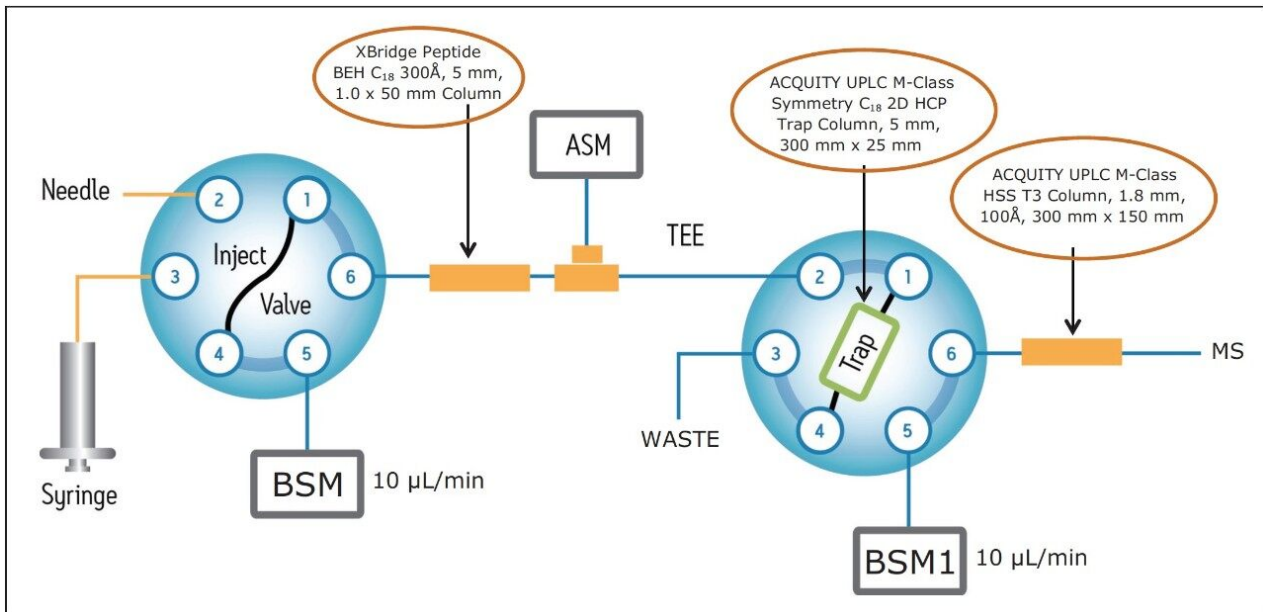 XBridge Peptide
BEH C₁₈ 300Å, 5 mm,
1.0 x 50 mm Column
ACQUITY UPLC M-Class
Symmetry C₁₈ 2D HCP
Trap Column, 5 mm,
300 mm x 25 mm
ACQUITY UPLC M-Class
HSS T3 Column, 1.8 mm,
100Å, 300 mm x 150 mm
ASM
TEE
Needle
2
1
3
Inject
Valve
6
4
5
Syringe
BSM
10 µL/min
2
1
3
Trap
6
4
5
MS
WASTE
BSM1
10 µL/min